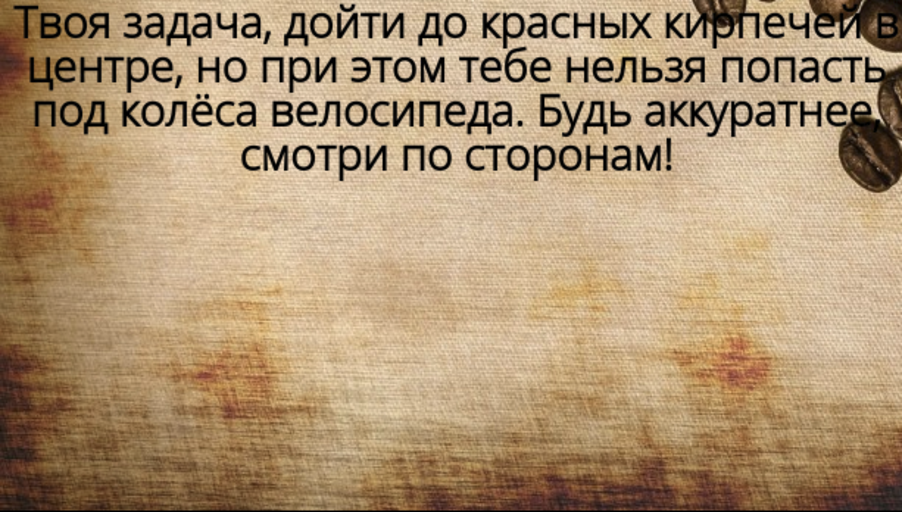 Твоя задача, дойти до красных кирпечей в
центре, но при этом тебе нельзя попасть
под колёса велосипеда. Будь аккуратнее,
смотри по сторонам!